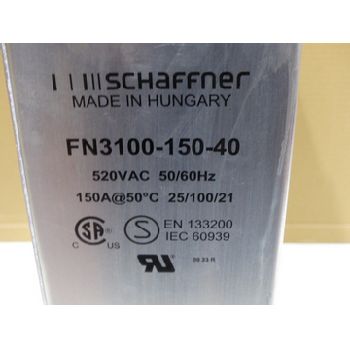 SCHAFFNER
MADE IN HUNGARY
FN3100-150-40
520VAC 50/60Hz
150A@50°C 25/100/21
EN 133200
IEC 60939
C US